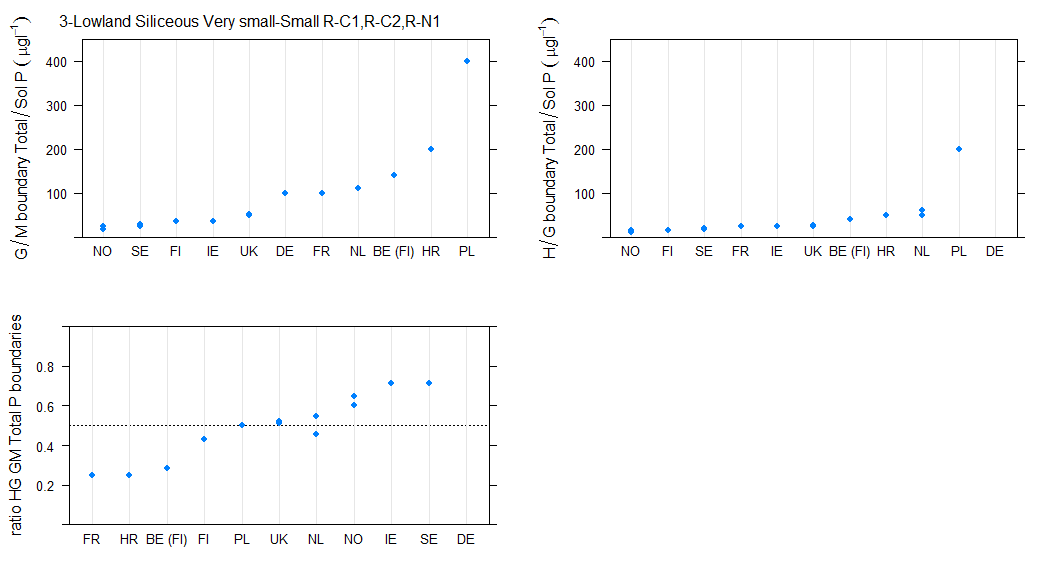 3-Lowland Siliceous Very small-Small R-C1,R-C2,R-N1
G/M boundary Total/Sol P ( µgl⁻¹)
400
300
200
100
NO SE FI IE UK DE FR NL BE (FI) HR PL
H/G boundary Total/Sol P ( µgl⁻¹)
400
300
200
100
NO FI SE FR IE UK BE (FI) HR NL PL DE
ratio HG GM Total P boundaries
0.8
0.6
0.4
0.2
FR HR BE (FI) FI PL UK NL NO IE SE DE